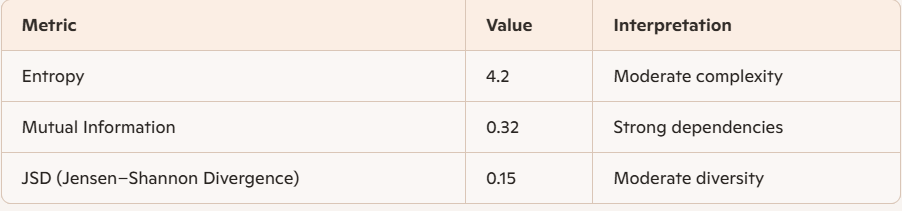 Metric Value Interpretation
Entropy 4.2 Moderate complexity
Mutual Information 0.32 Strong dependencies
JSD (Jensen–Shannon Divergence) 0.15 Moderate diversity